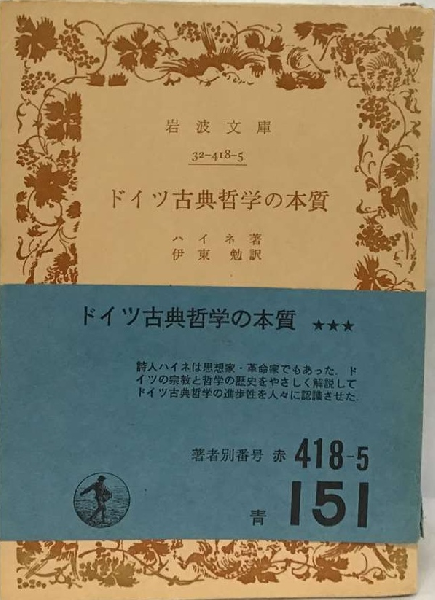 岩波文庫
32-418-5
ドイツ古典哲学の本質
ハイネ著
伊東勉訳
ドイツ古典哲学の本質 ★★★
詩人ハイネは思想家・革命家でもあった。ド
イツの宗教と哲学の歴史をやさしく解説して
ドイツ古典哲学の進歩性を人々に認識させた。
著者別番号 赤 418-5
青 151